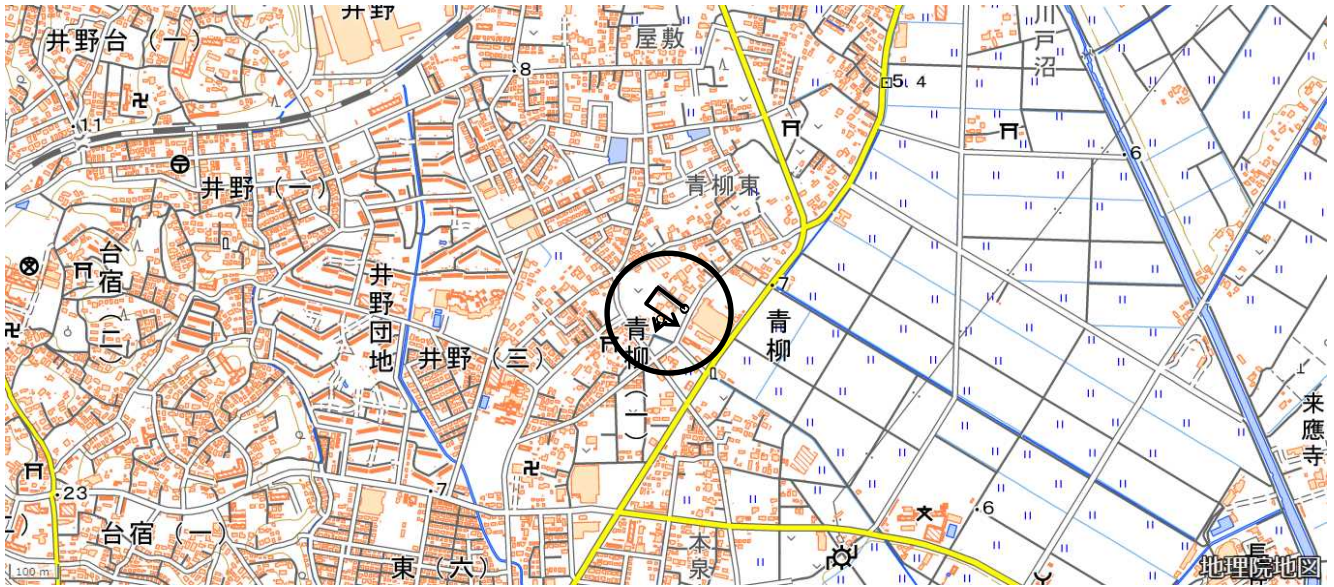 井野
井野台（一）
屋敷
川戸沼
8
5.4
11
6
井野（一）
青柳東
台宿（二）
井野団地
7
青柳
井野（三）
青柳（一）
来應寺
23
7
台宿（一）
6
木泉
東（六）
長
100 m
地理院地図